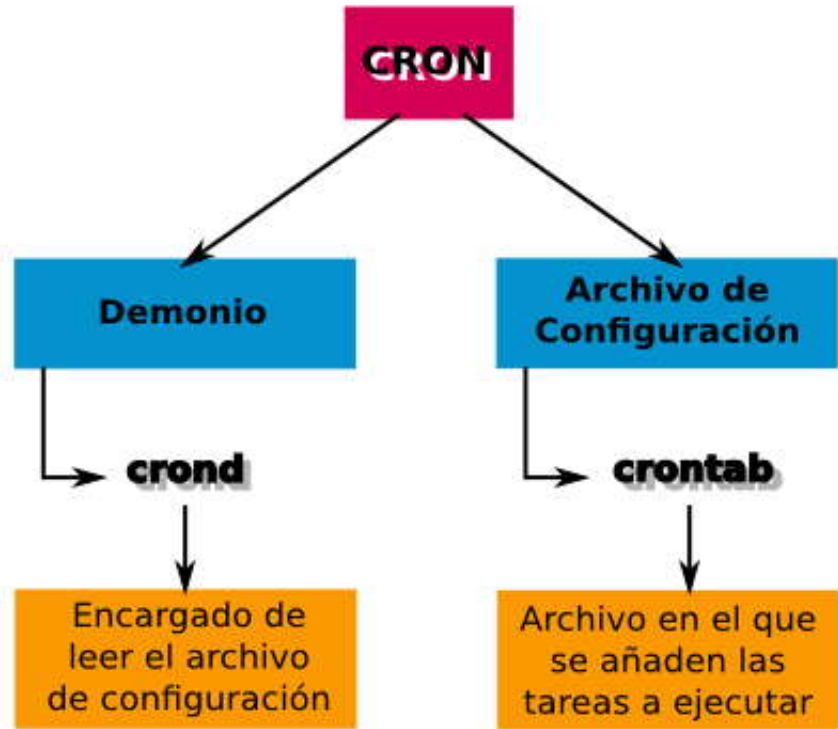 CRON
Demonio
Archivo de
Configuración
crond
crontab
Encargado de
leer el archivo
de configuración
Archivo en el que
se añaden las
tareas a ejecutar